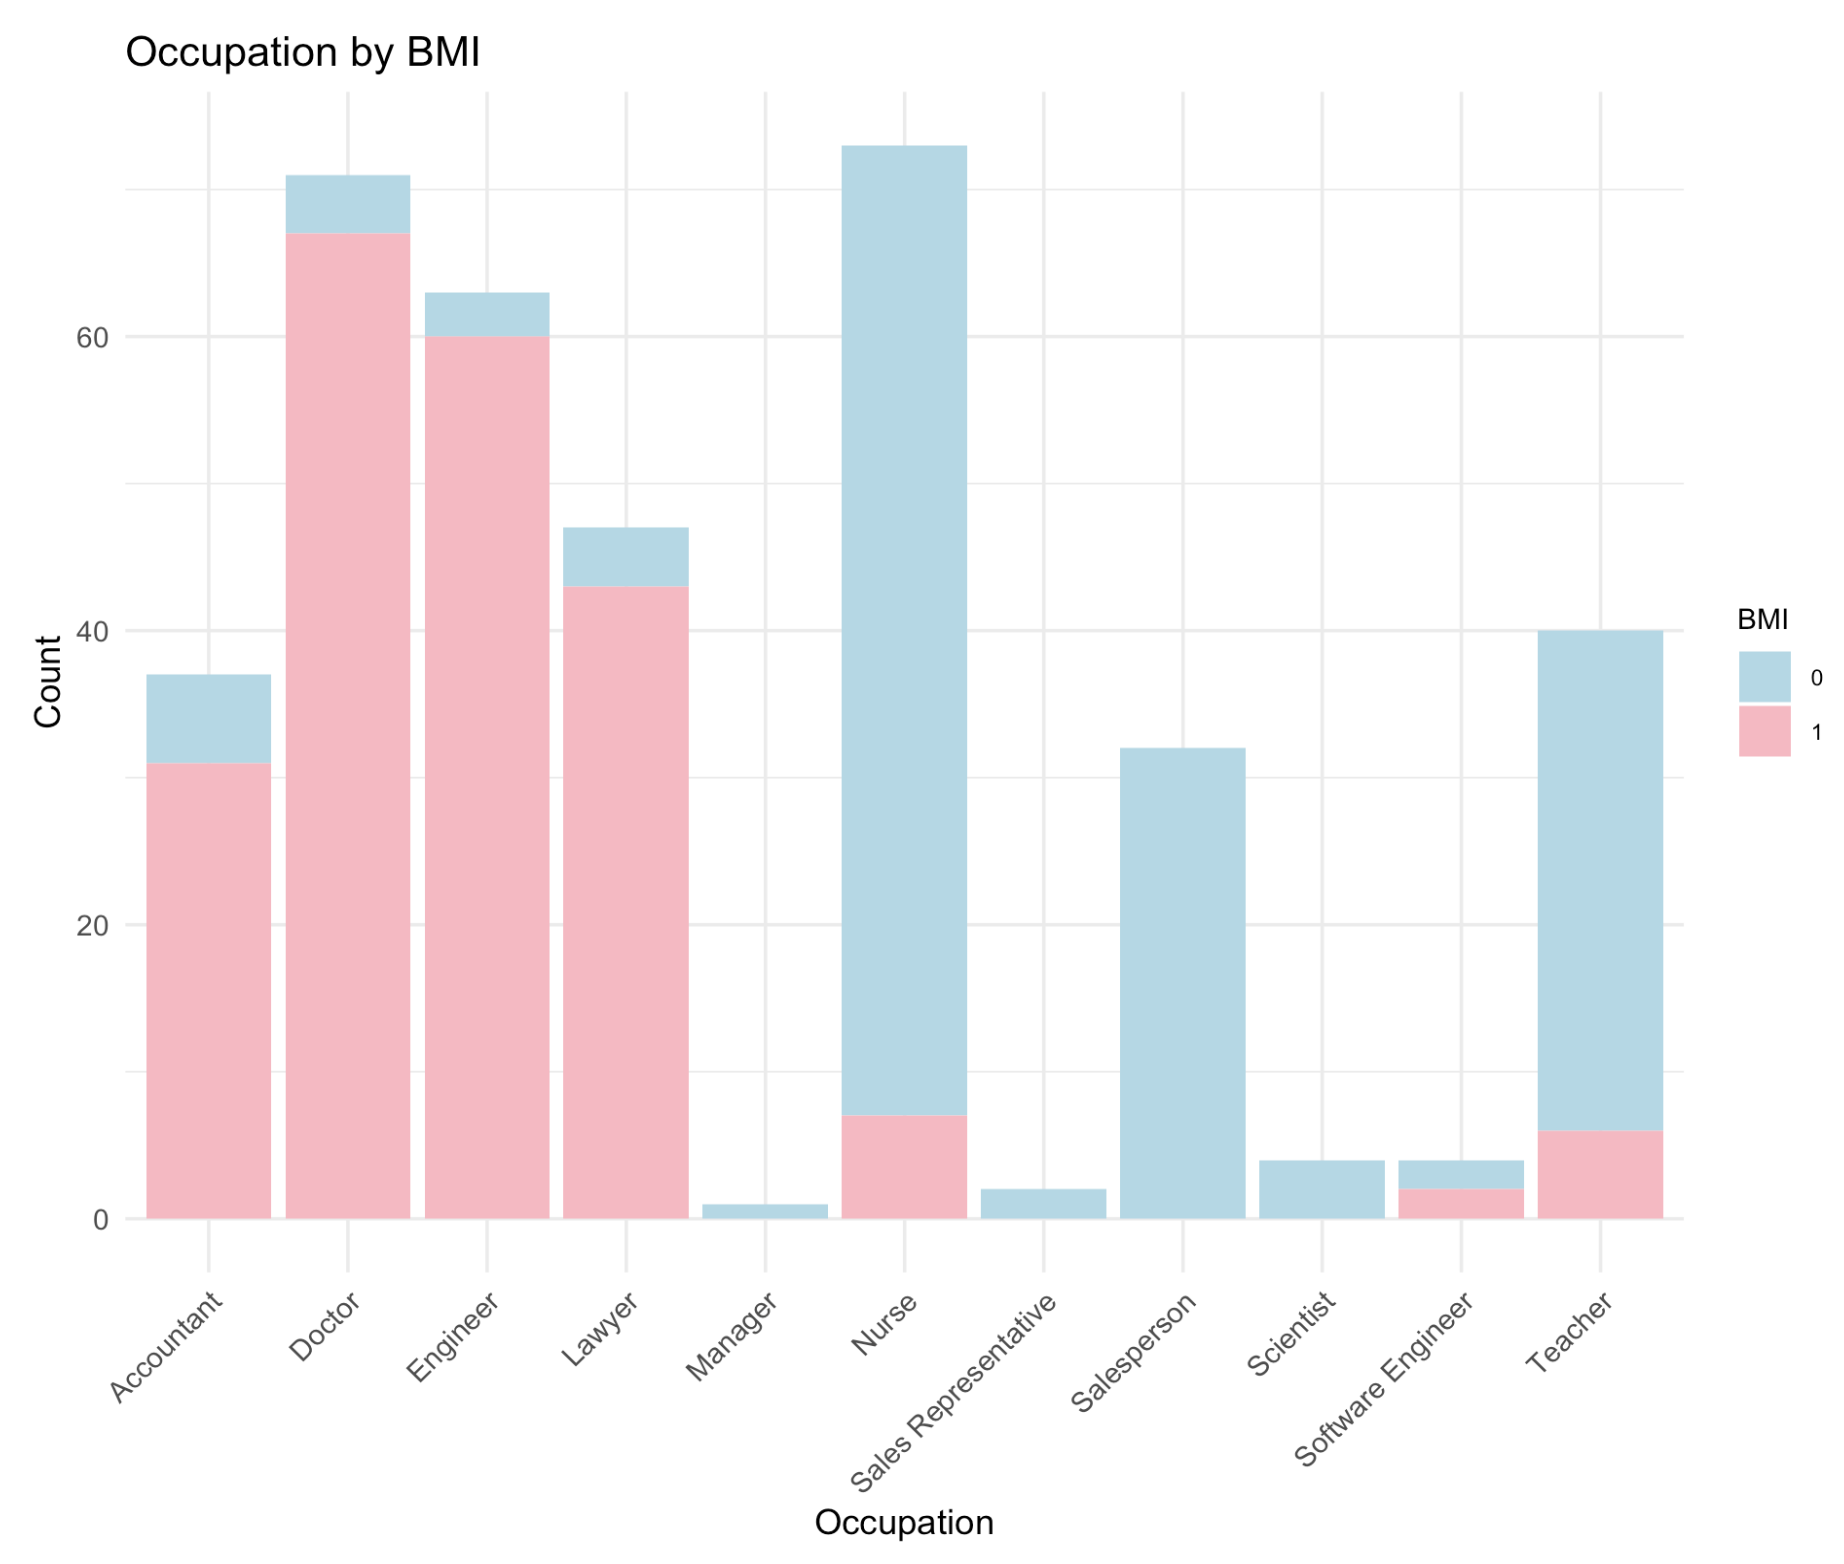 Occupation by BMI
Count
60
40
20
0
Accountant
Doctor
Engineer
Lawyer
Manager
Nurse
Sales Representative
Salesperson
Scientist
Software Engineer
Teacher
Occupation
BMI
0
1